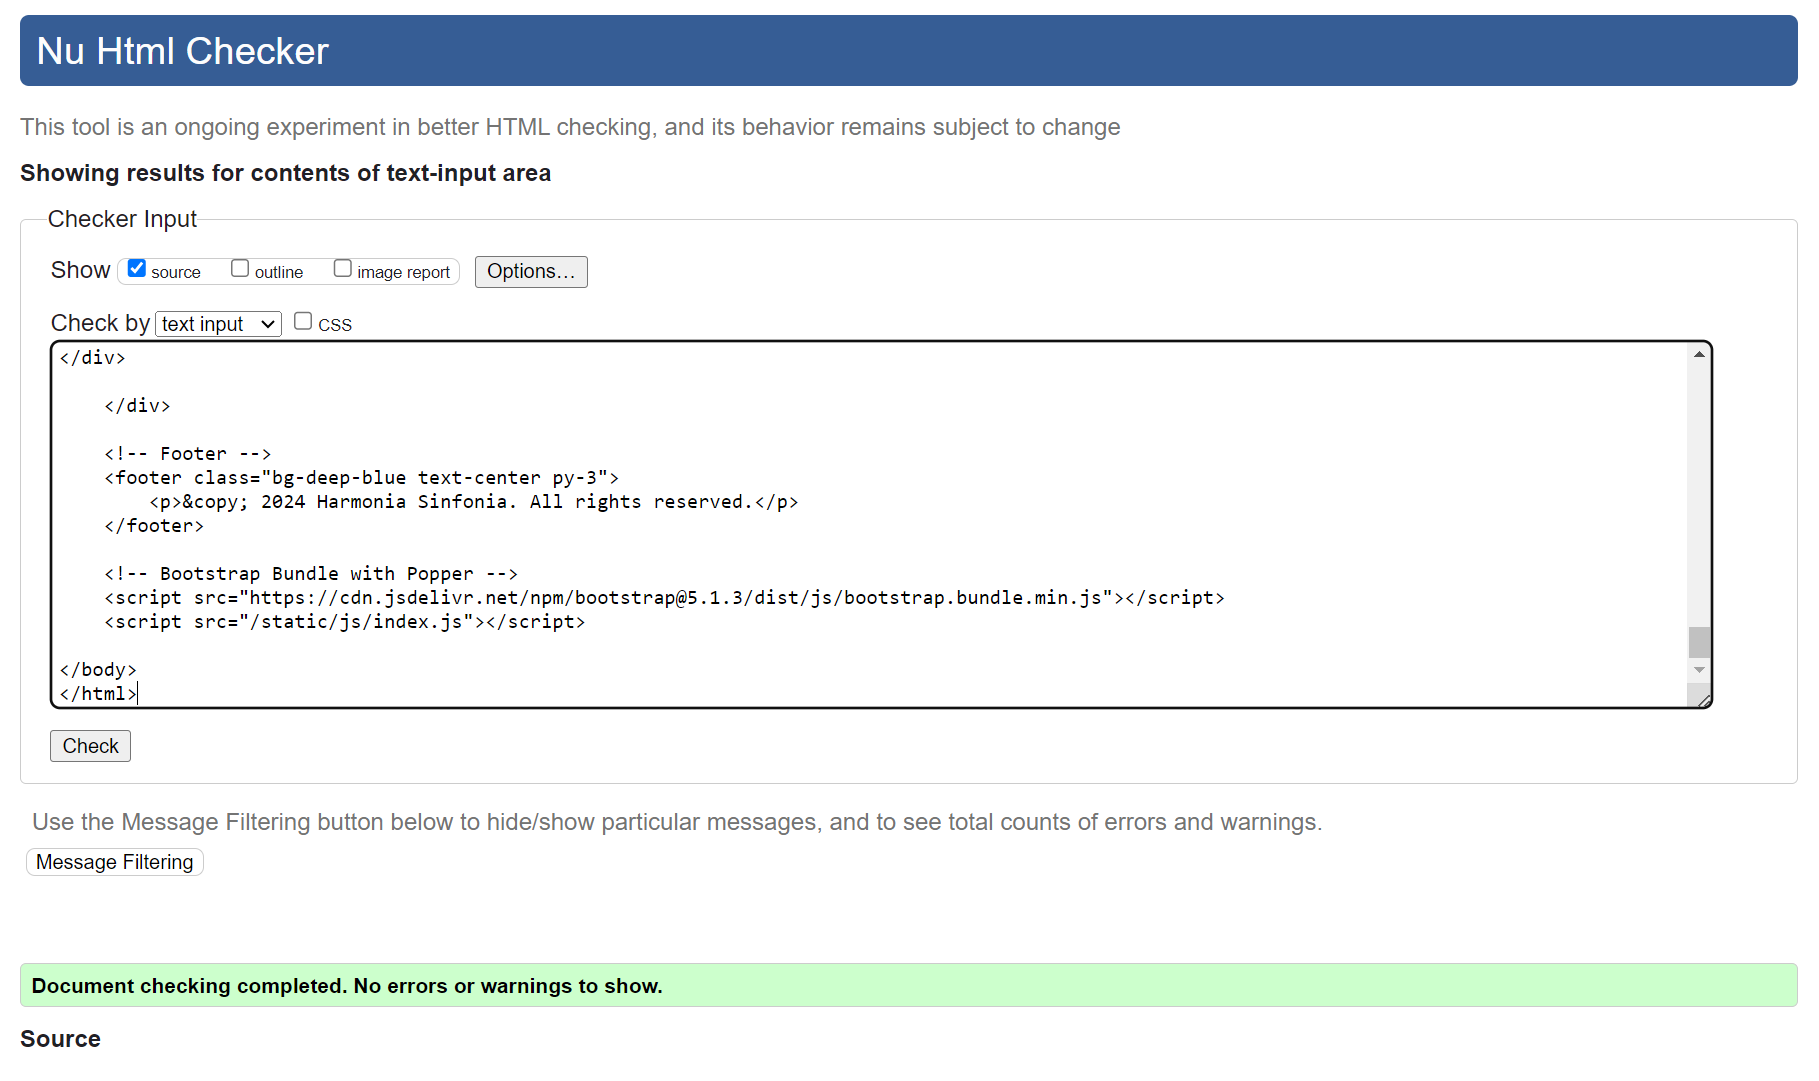 Nu Html Checker
This tool is an ongoing experiment in better HTML checking, and its behavior remains subject to change
Showing results for contents of text-input area
Checker Input
Show source outline image report Options...
Check by text input CSS
</div>
</div>
<!-- Footer -->
<footer class="bg-deep-blue text-center py-3">
<p>&copy; 2024 Harmonia Sinfonia. All rights reserved.</p>
</footer>
<!-- Bootstrap Bundle with Popper -->
<script src="https://cdn.jsdelivr.net/npm/bootstrap@5.1.3/dist/js/bootstrap.bundle.min.js"></script>
<script src="/static/js/index.js"></script>
</body>
</html>
Check
Use the Message Filtering button below to hide/show particular messages, and to see total counts of errors and warnings.
Message Filtering
Document checking completed. No errors or warnings to show.
Source